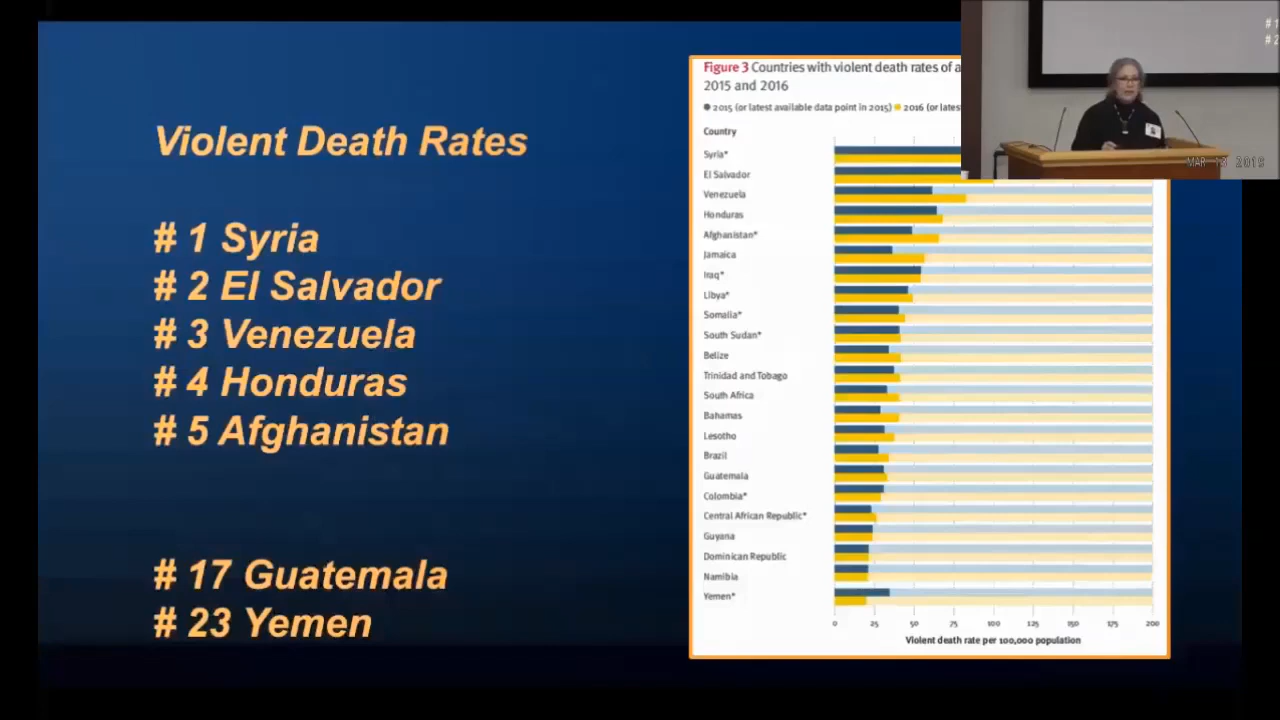 Violent Death Rates
# 1 Syria
# 2 El Salvador
# 3 Venezuela
# 4 Honduras
# 5 Afghanistan
# 17 Guatemala
# 23 Yemen
Figure 3 Countries with violent death rates of a
2015 and 2016
2015 (or latest available data point in 2015) 2016 (or lates
Country
Syria*
El Salvador
Venezuela
Honduras
Afghanistan*
Jamaica
Iraq*
Libya*
Somalia*
South Sudan*
Belize
Trinidad and Tobago
South Africa
Bahamas
Lesotho
Brazil
Guatemala
Colombia*
Central African Republic*
Guyana
Dominican Republic
Namibia
Yemen*
0 25 50 75 100 125 150 175 200
Violent death rate per 100,000 population
# 1
# 2
MAR 2019